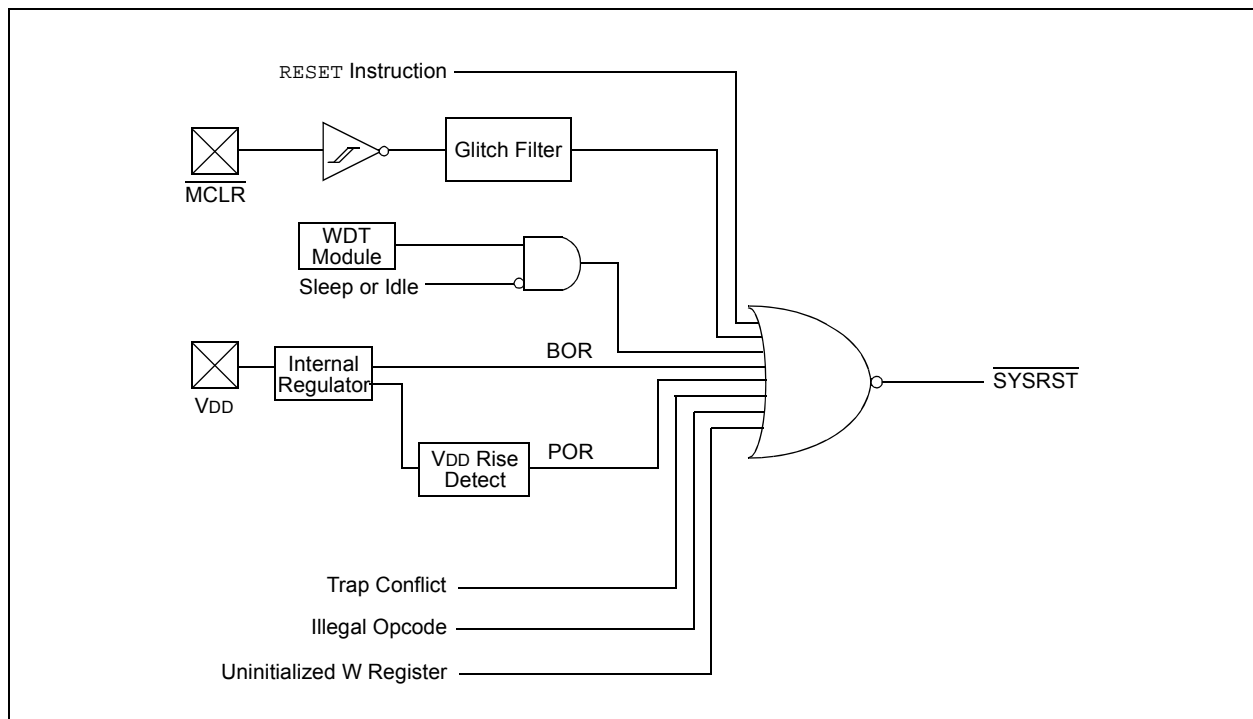 RESET Instruction
Glitch Filter
MCLR
WDT
Module
Sleep or Idle
BOR
Internal
Regulator
SYSRST
VDD
POR
VDD Rise
Detect
Trap Conflict
Illegal Opcode
Uninitialized W Register